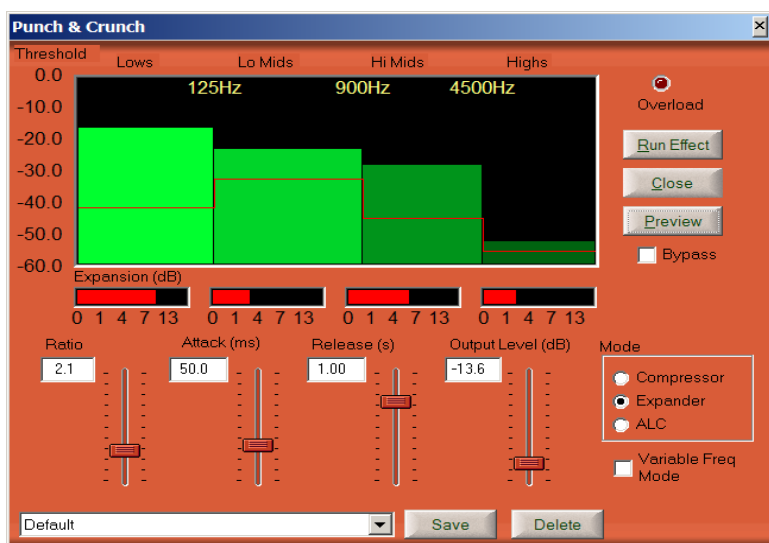 Punch & Crunch
Threshold
Lows Lo Mids Hi Mids Highs
0.0
125Hz 900Hz 4500Hz
-10.0
-20.0
-30.0
-40.0
-50.0
-60.0
Overload
Run Effect
Close
Preview
Bypass
Expansion (dB)
0 1 4 7 13 0 1 4 7 13 0 1 4 7 13 0 1 4 7 13
Ratio Attack (ms) Release (s) Output Level (dB)
2.1 50.0 1.00 -13.6
Mode
Compressor
Expander
ALC
Variable Freq
Mode
Default Save Delete